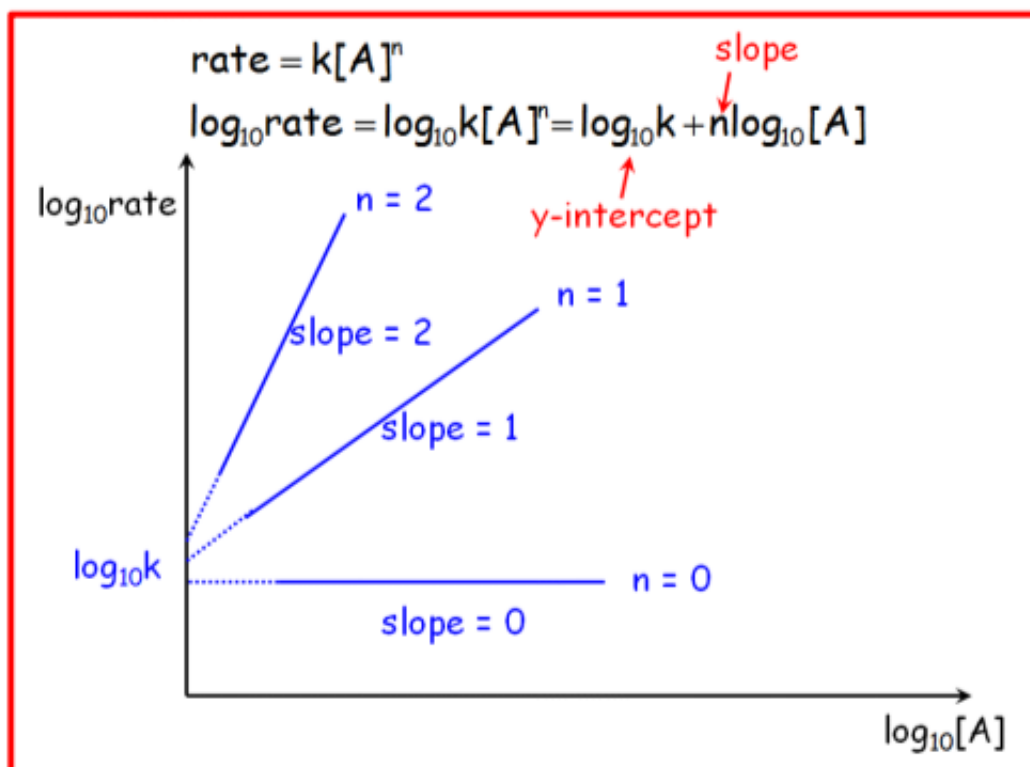 rate = k[A]ⁿ
slope
log₁₀rate = log₁₀k[A]ⁿ= log₁₀k + nlog₁₀[A]
log₁₀rate
n = 2
y-intercept
n = 1
slope = 2
slope = 1
log₁₀k
n = 0
slope = 0
log₁₀[A]